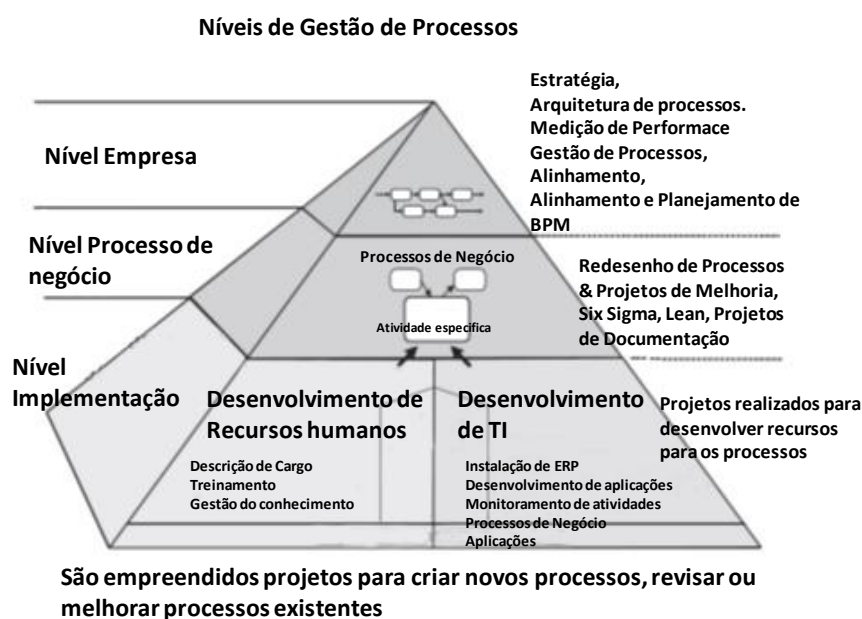 Níveis de Gestão de Processos
Estratégia,
Arquitetura de processos.
Medição de Performace
Gestão de Processos,
Alinhamento,
Alinhamento e Planejamento de
BPM
Nível Empresa
Nível Processo de
negócio
Processos de Negócio
Atividade especifica
Redesenho de Processos
& Projetos de Melhoria,
Six Sigma, Lean, Projetos
de Documentação
Nível
Implementação
Desenvolvimento de
Recursos humanos
Descrição de Cargo
Treinamento
Gestão do conhecimento
Desenvolvimento
de TI
Instalação de ERP
Desenvolvimento de aplicações
Monitoramento de atividades
Processos de Negócio
Aplicações
Projetos realizados para
desenvolver recursos
para os processos
São empreendidos projetos para criar novos processos, revisar ou
melhorar processos existentes